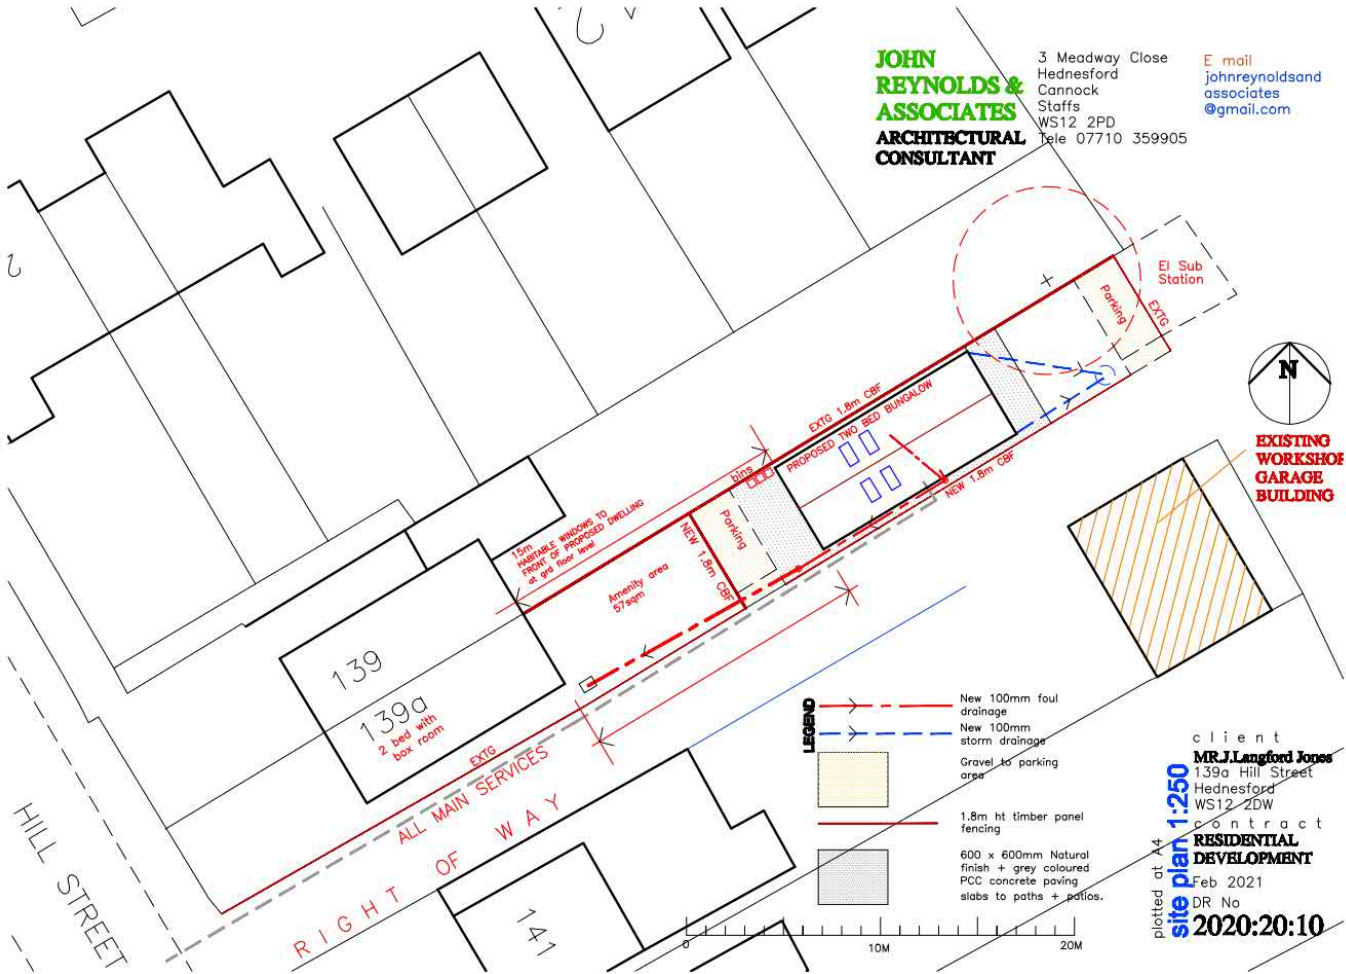 JOHN
REYNOLDS &
ASSOCIATES
ARCHITECTURAL
CONSULTANT
3 Meadway Close
Hednesford
Cannock
Staffs
WS12 2PD
Tele 07710 359905
E mail
johnreynoldsand
associates
@gmail.com
El Sub
Station
Parking
EXTG
N
EXISTING
WORKSHOP
GARAGE
BUILDING
EXTG 1.8m CBF
PROPOSED TWO BED BUNGALOW
NEW 1.8m CBF
bins
Parking
NEW 1.8m CBF
15m
HABITABLE WINDOWS TO
FRONT OF PROPOSED DWELLING
at grd floor level
Amenity area
57sqm
139
139a
2 bed with
box room
EXTG
ALL MAIN SERVICES
RIGHT OF WAY
HILL STREET
141
LEGEND
New 100mm foul
drainage
New 100mm
storm drainage
Gravel to parking
area
1.8m ht timber panel
fencing
600 x 600mm Natural
finish + grey coloured
PCC concrete paving
slabs to paths + patios.
0 10M 20M
plotted at A4
site plan 1:250
client
MR.J.Langford Jones
139a Hill Street
Hednesford
WS12 2DW
contract
RESIDENTIAL
DEVELOPMENT
Feb 2021
DR No
2020:20:10